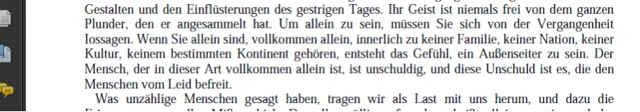 Gestalten und den Einflüsterungen des gestrigen Tages. Ihr Geist ist niemals frei von dem ganzen
Plunder, den er angesammelt hat. Um allein zu sein, müssen Sie sich von der Vergangenheit
Iossagen. Wenn Sie allein sind, vollkommen allein, innerlich zu keiner Familie, keiner Nation, keiner
Kultur, keinem bestimmten Kontinent gehören, entsteht das Gefühl, ein Außenseiter zu sein. Der
Mensch, der in dieser Art vollkommen allein ist, ist unschuldig, und diese Unschuld ist es, die den
Menschen vom Leid befreit.
Was unzählige Menschen gesagt haben, tragen wir als Last mit uns herum, und dazu die